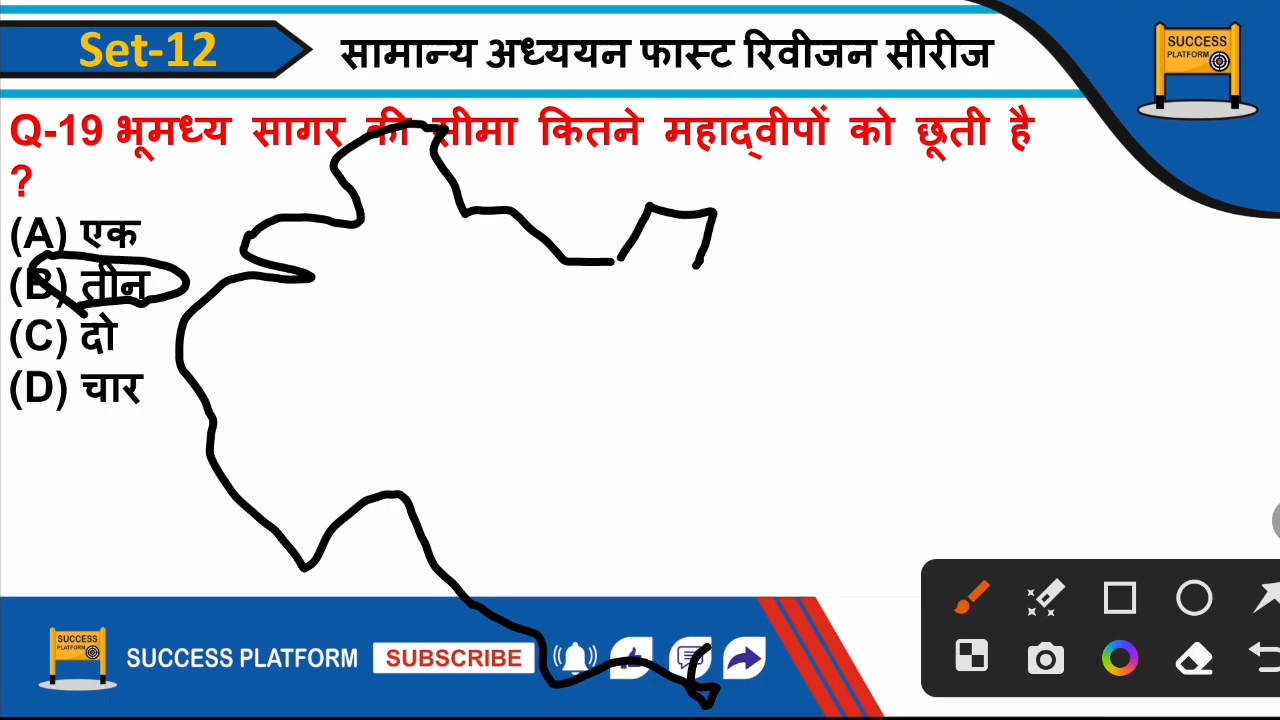 Set-12
सामान्य अध्ययन फास्ट रिवीजन सीरीज
SUCCESS
PLATFORM
Q-19 भूमध्य सागर की सीमा कितने महाद्वीपों को छूती है
?
(A) एक
(B) तीन
(C) दो
(D) चार
SUCCESS
PLATFORM
SUCCESS PLATFORM
SUBSCRIBE